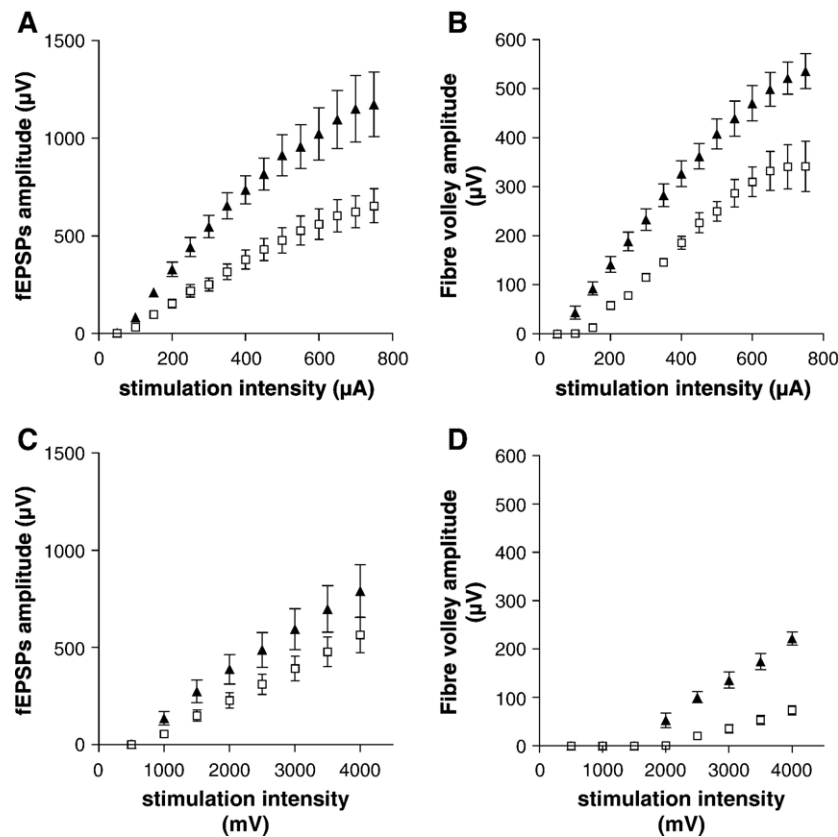 A
fEPSPs amplitude (µV)
1500
1000
500
0
0 200 400 600 800
stimulation intensity (µA)
B
Fibre volley amplitude
(µV)
600
500
400
300
200
100
0
0 200 400 600 800
stimulation intensity (µA)
C
fEPSPs amplitude (µV)
1500
1000
500
0
0 1000 2000 3000 4000
stimulation intensity
(mV)
D
Fibre volley amplitude
(µV)
600
500
400
300
200
100
0
0 1000 2000 3000 4000
stimulation intensity
(mV)